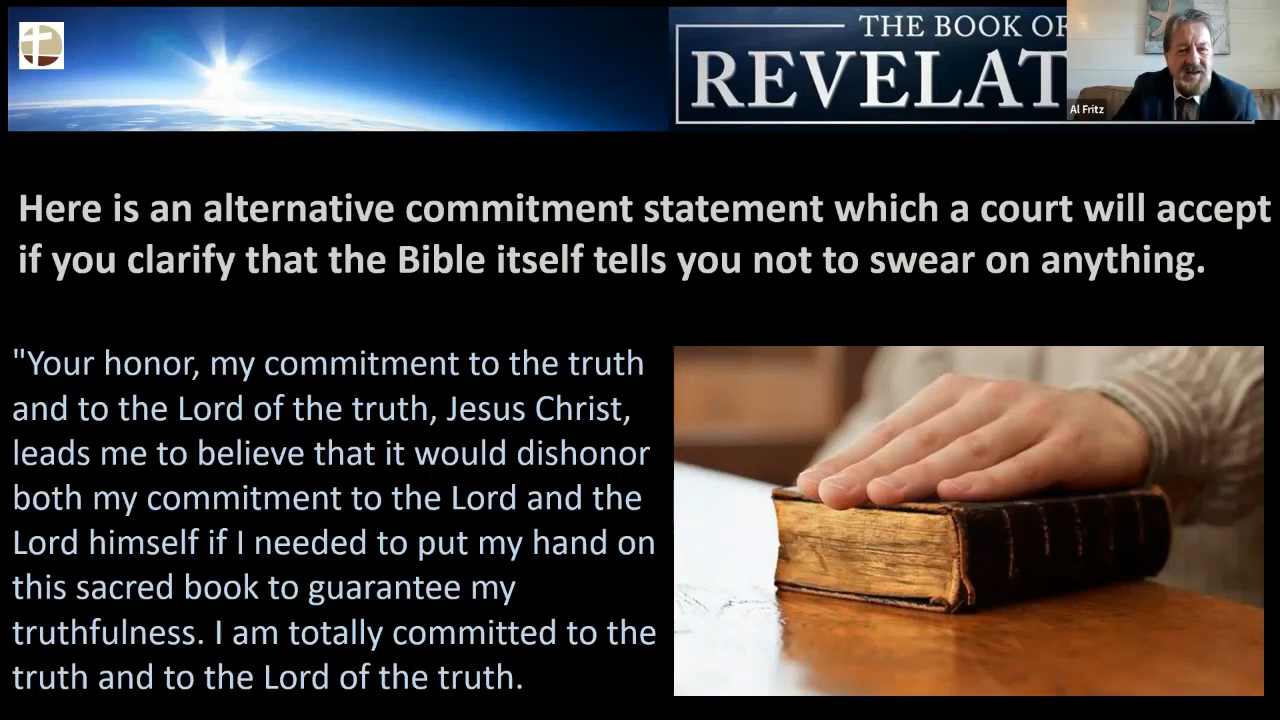 THE BOOK OF
REVELAT
Al Fritz
Here is an alternative commitment statement which a court will accept
if you clarify that the Bible itself tells you not to swear on anything.
"Your honor, my commitment to the truth
and to the Lord of the truth, Jesus Christ,
leads me to believe that it would dishonor
both my commitment to the Lord and the
Lord himself if I needed to put my hand on
this sacred book to guarantee my
truthfulness. I am totally committed to the
truth and to the Lord of the truth.